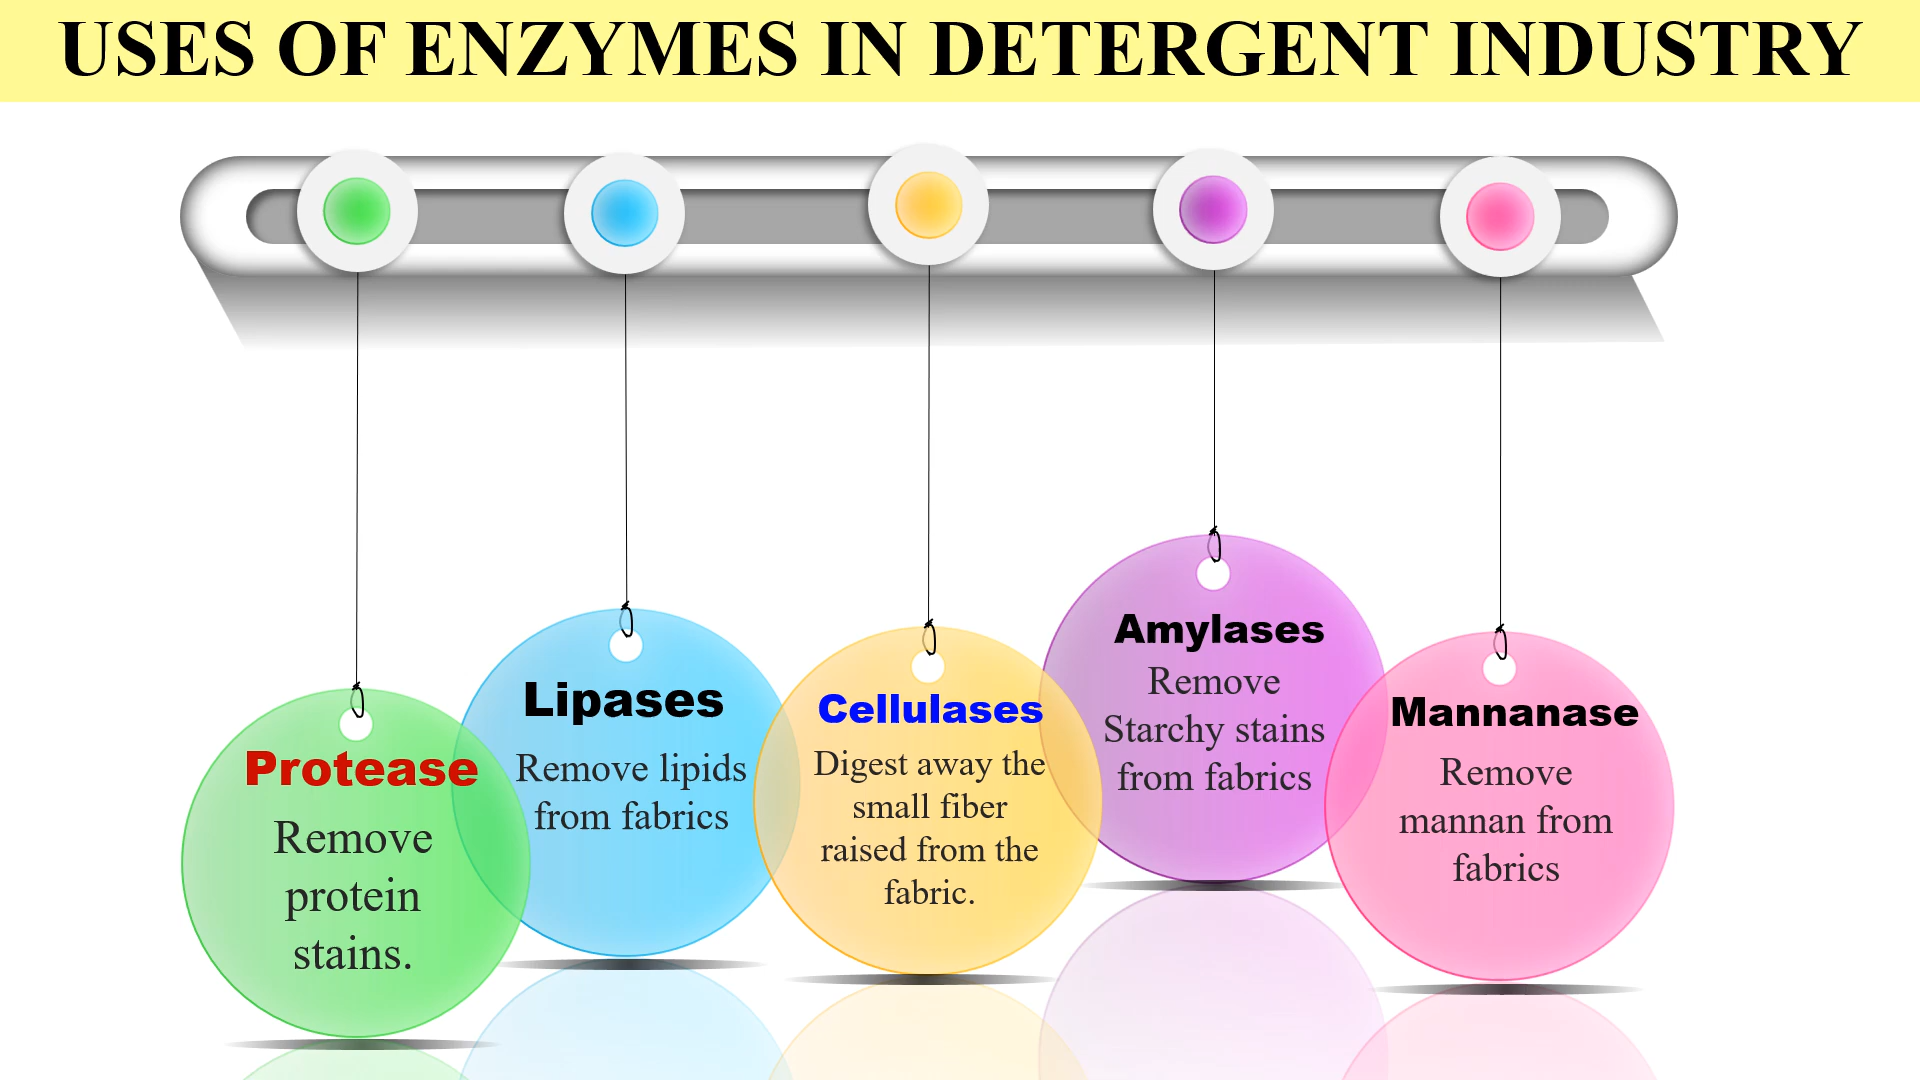 USES OF ENZYMES IN DETERGENT INDUSTRY
Protease
Remove
protein
stains.
Lipases
Remove lipids
from fabrics
Cellulases
Digest away the
small fiber
raised from the
fabric.
Amylases
Remove
Starchy stains
from fabrics
Mannanase
Remove
mannan from
fabrics